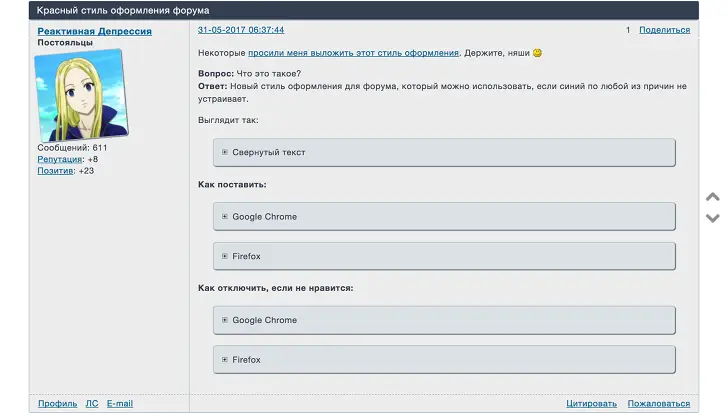 Красный стиль оформления форума
Реактивная Депрессия
Постояльцы
Сообщений: 611
Репутация: +8
Позитив: +23
31-05-2017 06:37:44
1 Поделиться
Некоторые просили меня выложить этот стиль оформления. Держите, няши
Вопрос: Что это такое?
Ответ: Новый стиль оформления для форума, который можно использовать, если синий по любой из причин не
устраивает.
Выглядит так:
Свернутый текст
Как поставить:
Google Chrome
Firefox
Как отключить, если не нравится:
Google Chrome
Firefox
Профиль ЛС E-mail
Цитировать Пожаловаться